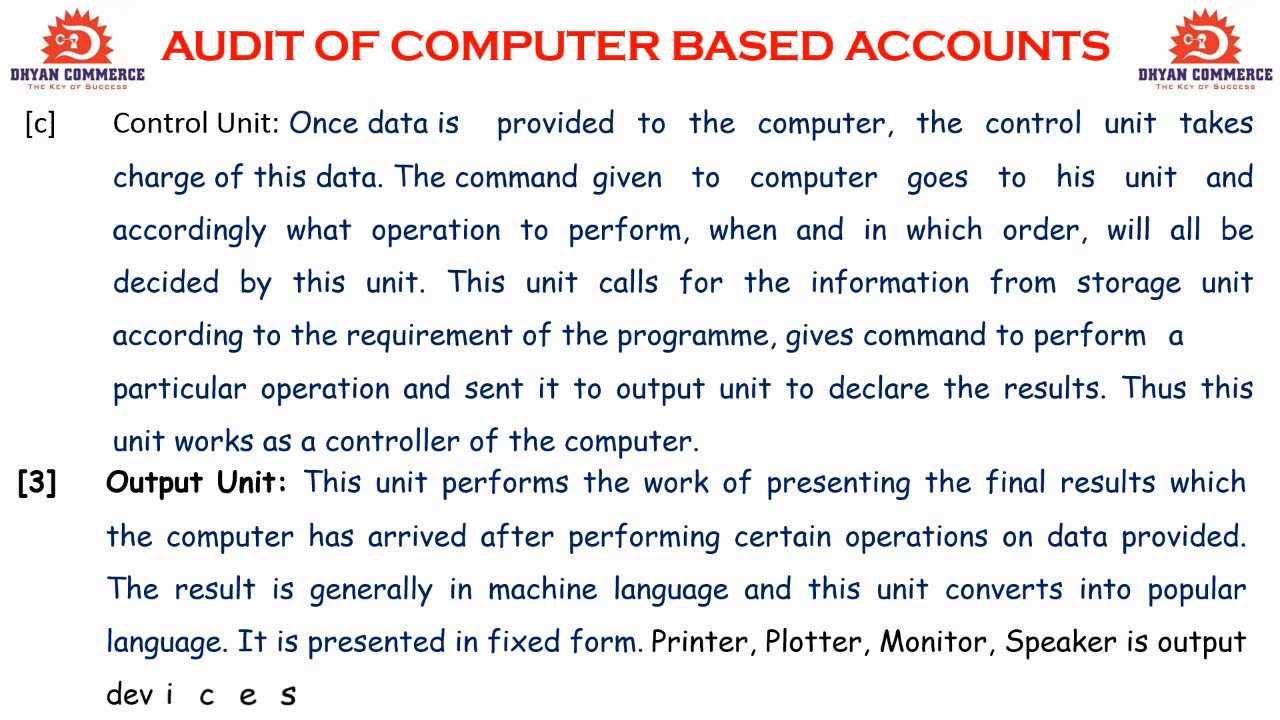 DHYAN COMMERCE
The Key of Success
AUDIT OF COMPUTER BASED ACCOUNTS
DHYAN COMMERCE
The Key of Success
[c] Control Unit: Once data is provided to the computer, the control unit takes
charge of this data. The command given to computer goes to his unit and
accordingly what operation to perform, when and in which order, will all be
decided by this unit. This unit calls for the information from storage unit
according to the requirement of the programme, gives command to perform a
particular operation and sent it to output unit to declare the results. Thus this
unit works as a controller of the computer.
[3] Output Unit: This unit performs the work of presenting the final results which
the computer has arrived after performing certain operations on data provided.
The result is generally in machine language and this unit converts into popular
language. It is presented in fixed form. Printer, Plotter, Monitor, Speaker is output
dev i c e s